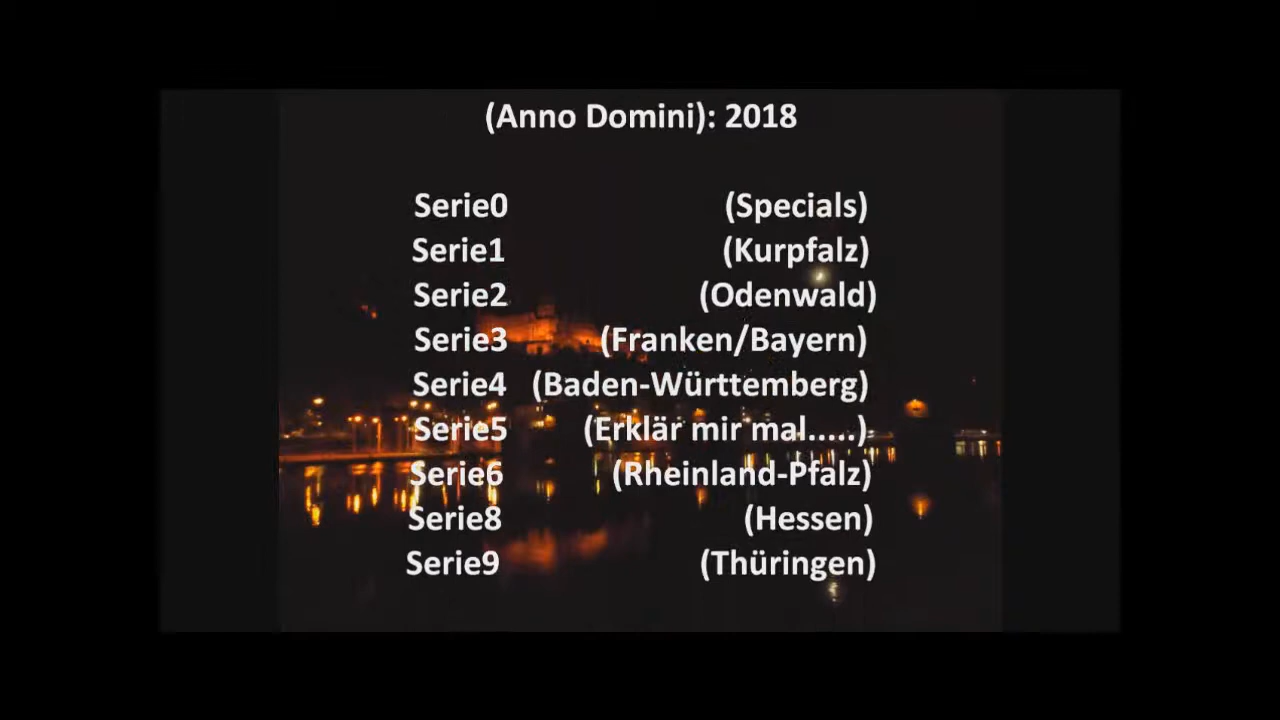 (Anno Domini): 2018
Serie0 (Specials)
Serie1 (Kurpfalz)
Serie2 (Odenwald)
Serie3 (Franken/Bayern)
Serie4 (Baden-Württemberg)
Serie5 (Erklär mir mal.....)
Serie6 (Rheinland-Pfalz)
Serie8 (Hessen)
Serie9 (Thüringen)